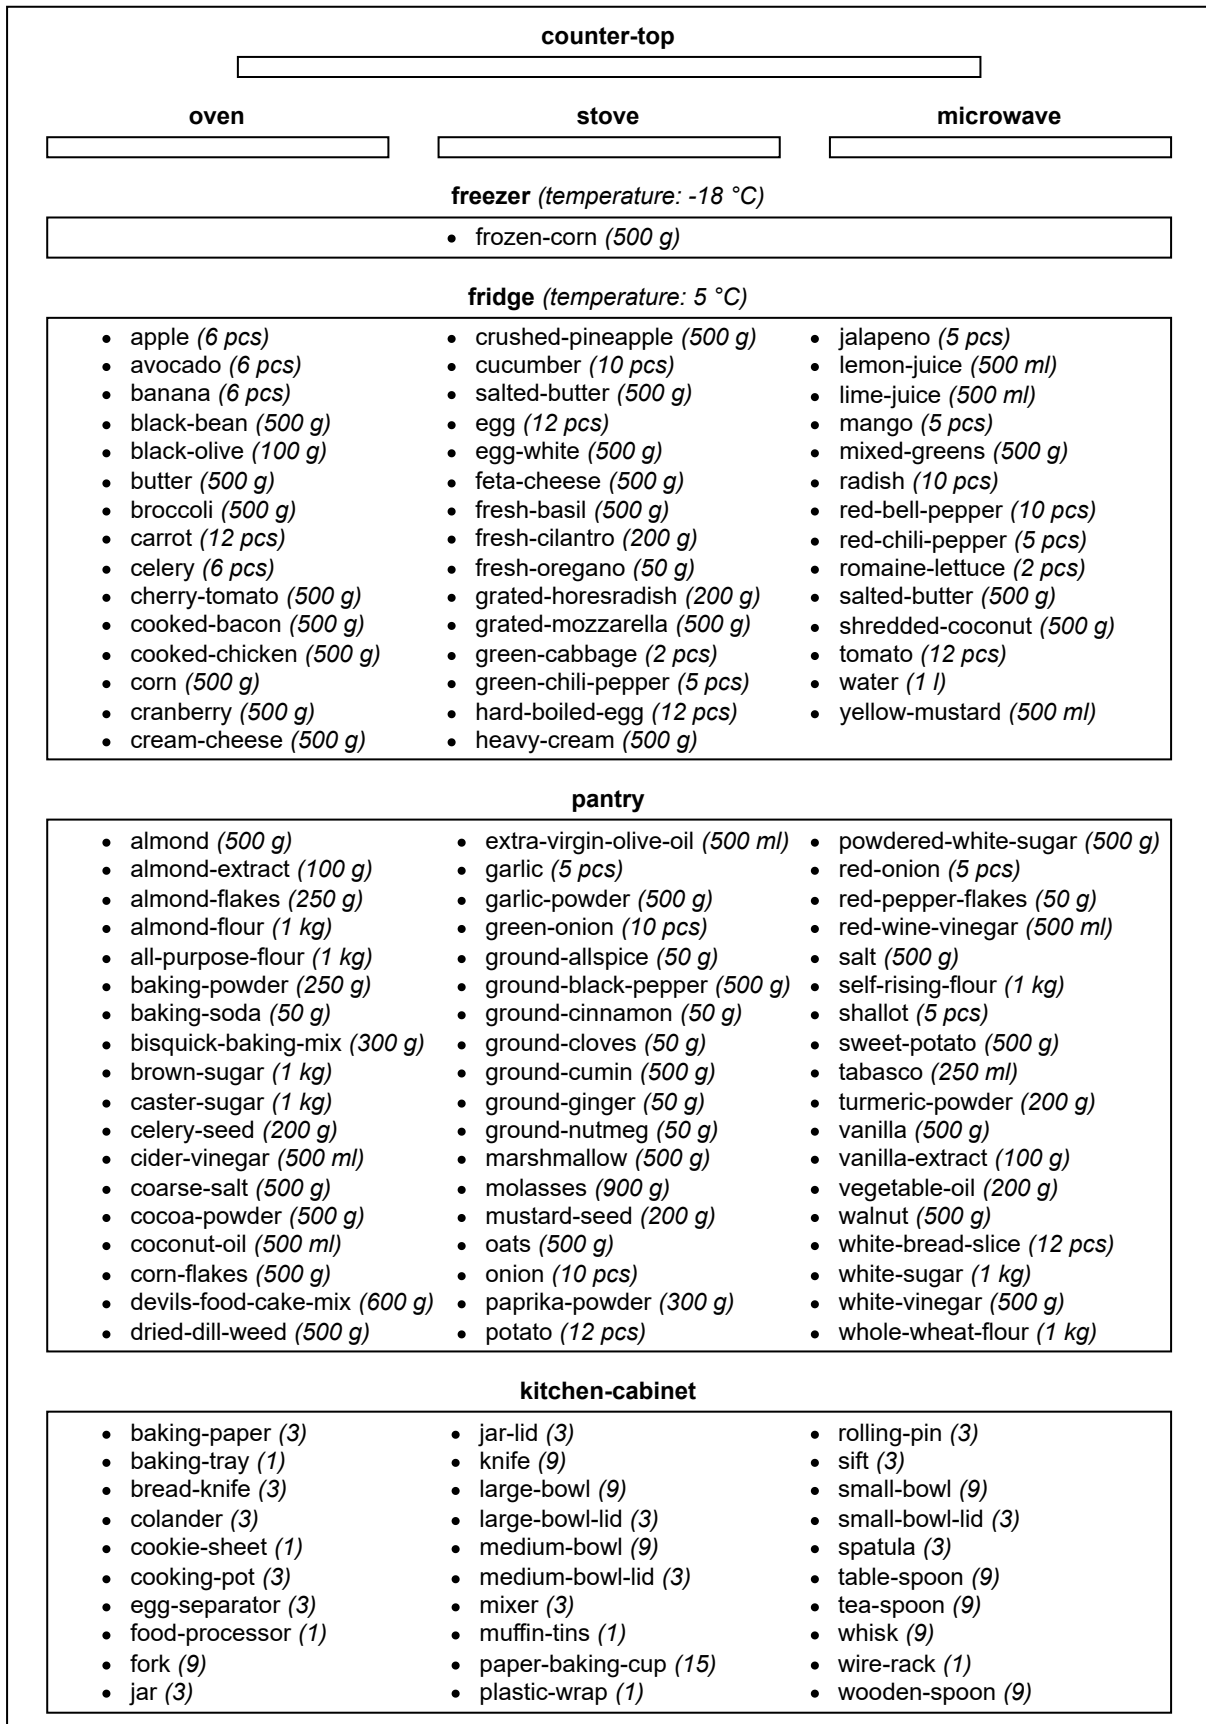 counter-top
oven
stove
microwave
freezer (temperature: -18 °C)
• frozen-corn (500 g)
fridge (temperature: 5 °C)
• apple (6 pcs)
• avocado (6 pcs)
• banana (6 pcs)
• black-bean (500 g)
• black-olive (100 g)
• butter (500 g)
• broccoli (500 g)
• carrot (12 pcs)
• celery (6 pcs)
• cherry-tomato (500 g)
• cooked-bacon (500 g)
• cooked-chicken (500 g)
• corn (500 g)
• cranberry (500 g)
• cream-cheese (500 g)
• crushed-pineapple (500 g)
• cucumber (10 pcs)
• salted-butter (500 g)
• egg (12 pcs)
• egg-white (500 g)
• feta-cheese (500 g)
• fresh-basil (500 g)
• fresh-cilantro (200 g)
• fresh-oregano (50 g)
• grated-horesradish (200 g)
• grated-mozzarella (500 g)
• green-cabbage (2 pcs)
• green-chili-pepper (5 pcs)
• hard-boiled-egg (12 pcs)
• heavy-cream (500 g)
• jalapeno (5 pcs)
• lemon-juice (500 ml)
• lime-juice (500 ml)
• mango (5 pcs)
• mixed-greens (500 g)
• radish (10 pcs)
• red-bell-pepper (10 pcs)
• red-chili-pepper (5 pcs)
• romaine-lettuce (2 pcs)
• salted-butter (500 g)
• shredded-coconut (500 g)
• tomato (12 pcs)
• water (1 l)
• yellow-mustard (500 ml)
pantry
• almond (500 g)
• almond-extract (100 g)
• almond-flakes (250 g)
• almond-flour (1 kg)
• all-purpose-flour (1 kg)
• baking-powder (250 g)
• baking-soda (50 g)
• bisquick-baking-mix (300 g)
• brown-sugar (1 kg)
• caster-sugar (1 kg)
• celery-seed (200 g)
• cider-vinegar (500 ml)
• coarse-salt (500 g)
• cocoa-powder (500 g)
• coconut-oil (500 ml)
• corn-flakes (500 g)
• devils-food-cake-mix (600 g)
• dried-dill-weed (500 g)
• extra-virgin-olive-oil (500 ml)
• garlic (5 pcs)
• garlic-powder (500 g)
• green-onion (10 pcs)
• ground-allspice (50 g)
• ground-black-pepper (500 g)
• ground-cinnamon (50 g)
• ground-cloves (50 g)
• ground-cumin (500 g)
• ground-ginger (50 g)
• ground-nutmeg (50 g)
• marshmallow (500 g)
• molasses (900 g)
• mustard-seed (200 g)
• oats (500 g)
• onion (10 pcs)
• paprika-powder (300 g)
• potato (12 pcs)
• powdered-white-sugar (500 g)
• red-onion (5 pcs)
• red-pepper-flakes (50 g)
• red-wine-vinegar (500 ml)
• salt (500 g)
• self-rising-flour (1 kg)
• shallot (5 pcs)
• sweet-potato (500 g)
• tabasco (250 ml)
• turmeric-powder (200 g)
• vanilla (500 g)
• vanilla-extract (100 g)
• vegetable-oil (200 g)
• walnut (500 g)
• white-bread-slice (12 pcs)
• white-sugar (1 kg)
• white-vinegar (500 g)
• whole-wheat-flour (1 kg)
kitchen-cabinet
• baking-paper (3)
• baking-tray (1)
• bread-knife (3)
• colander (3)
• cookie-sheet (1)
• cooking-pot (3)
• egg-separator (3)
• food-processor (1)
• fork (9)
• jar (3)
• jar-lid (3)
• knife (9)
• large-bowl (9)
• large-bowl-lid (3)
• medium-bowl (9)
• medium-bowl-lid (3)
• mixer (3)
• muffin-tins (1)
• paper-baking-cup (15)
• plastic-wrap (1)
• rolling-pin (3)
• sift (3)
• small-bowl (9)
• small-bowl-lid (3)
• spatula (3)
• table-spoon (9)
• tea-spoon (9)
• whisk (9)
• wire-rack (1)
• wooden-spoon (9)